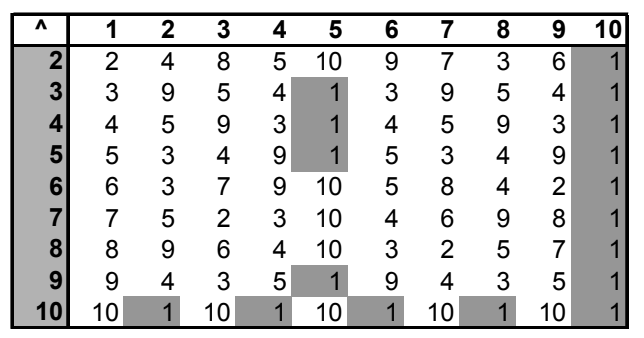 ^ 1 2 3 4 5 6 7 8 9 10
2 2 4 8 5 10 9 7 3 6 1
3 3 9 5 4 1 3 9 5 4 1
4 4 5 9 3 1 4 5 9 3 1
5 5 3 4 9 1 5 3 4 9 1
6 6 3 7 9 10 5 8 4 2 1
7 7 5 2 3 10 4 6 9 8 1
8 8 9 6 4 10 3 2 5 7 1
9 9 4 3 5 1 9 4 3 5 1
10 10 1 10 1 10 1 10 1 10 1